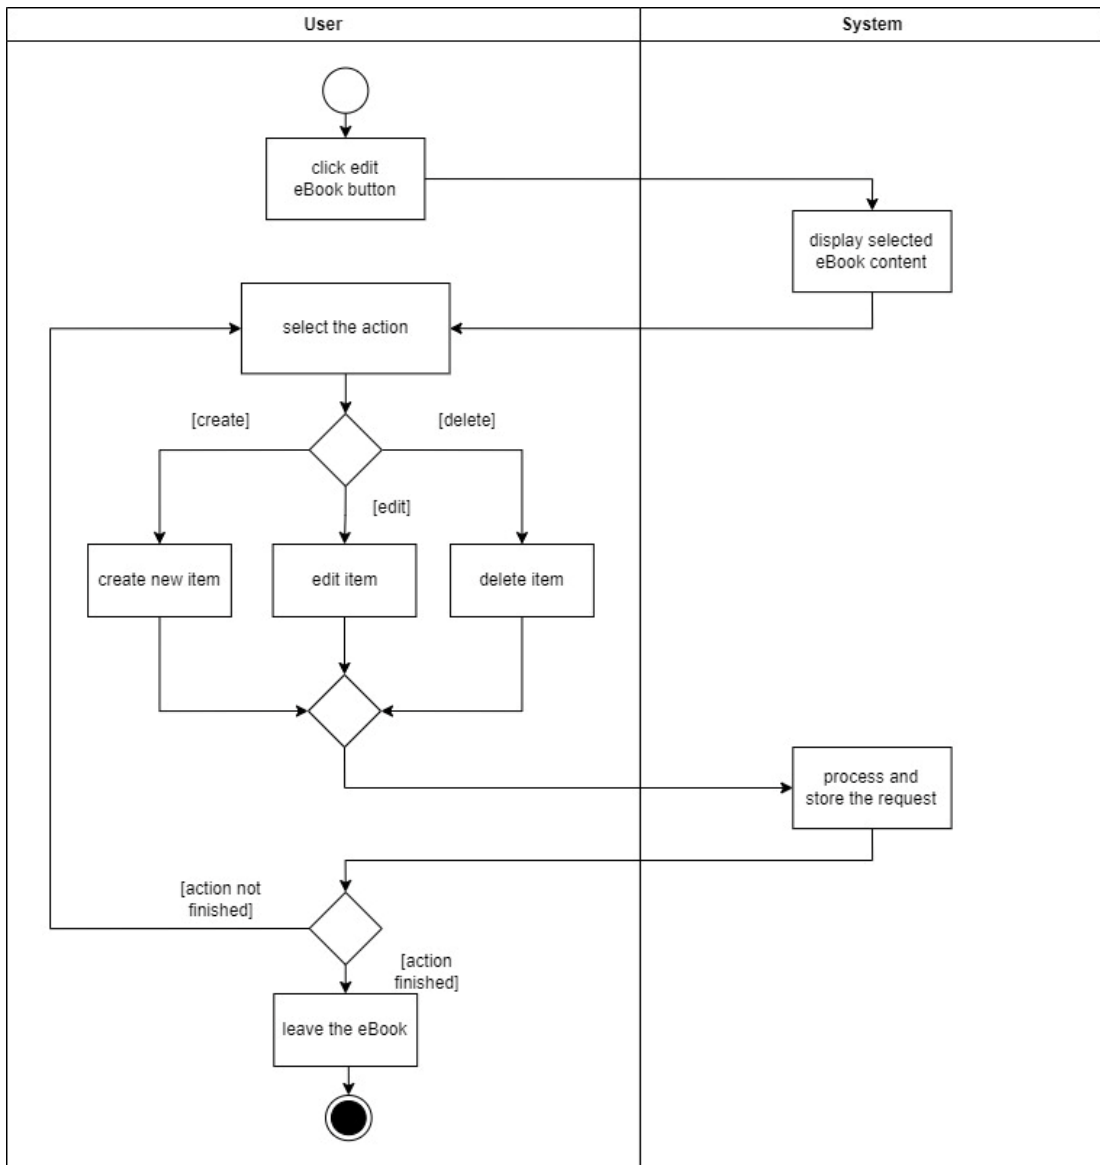 User
System
click edit
eBook button
display selected
eBook content
select the action
[create]
[delete]
[edit]
create new item
edit item
delete item
process and
store the request
[action not
finished]
[action
finished]
leave the eBook